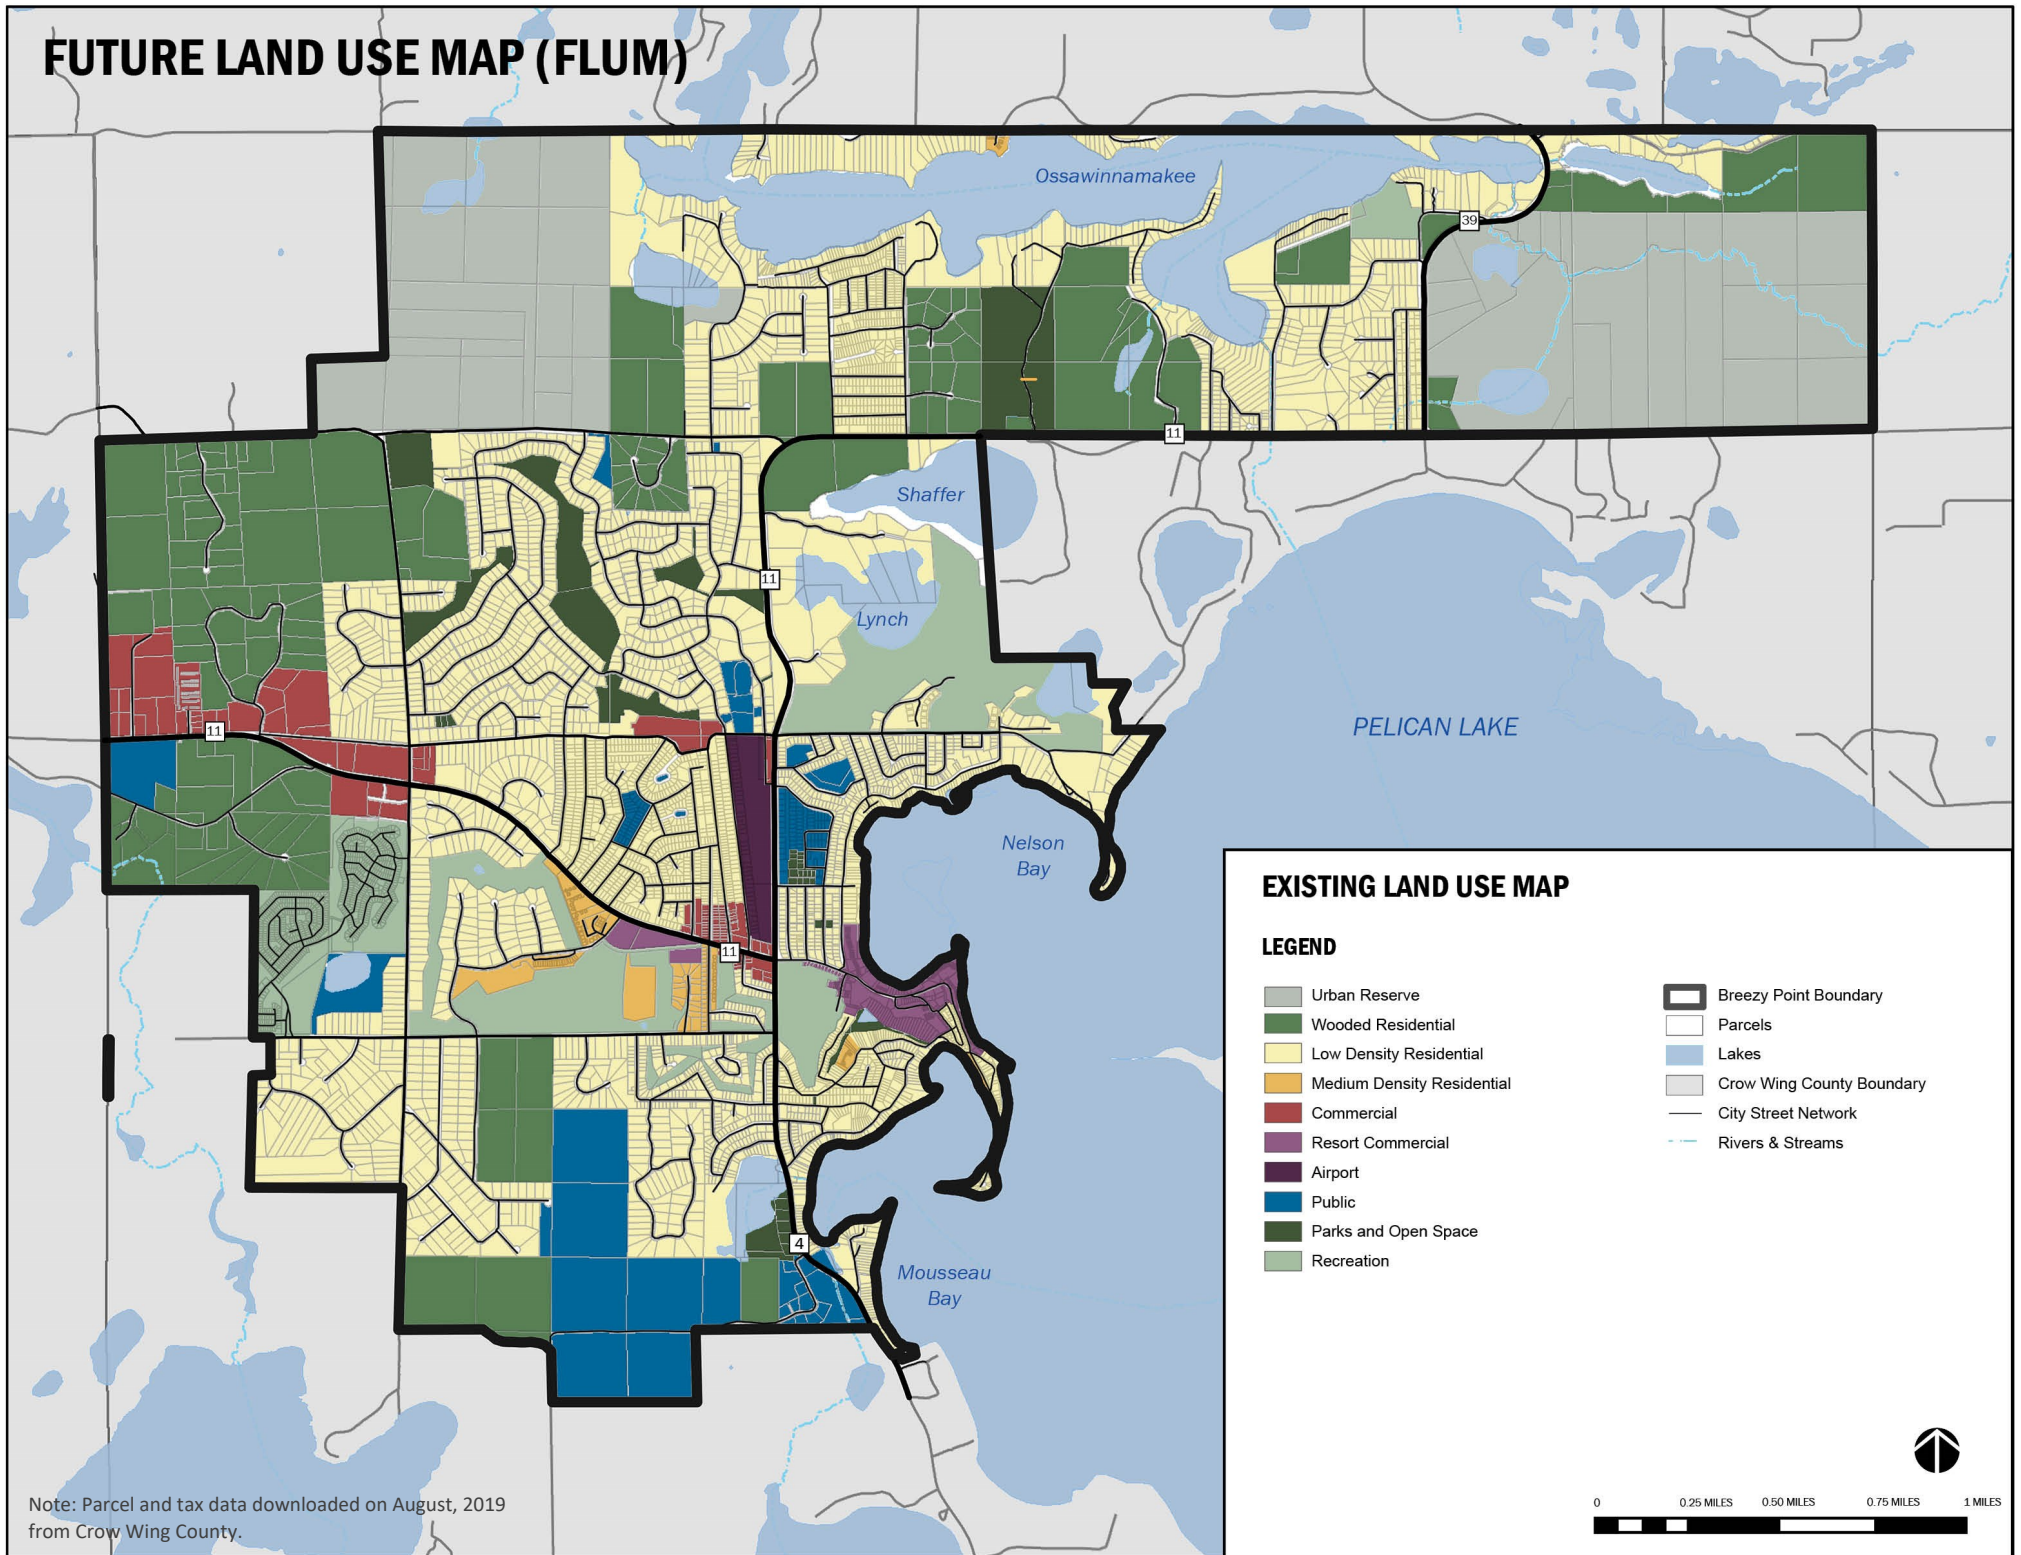 FUTURE LAND USE MAP (FLUM)
Ossawinnamakee
39
11
Shaffer
11
Lynch
11
PELICAN LAKE
Nelson
Bay
11
4
Mousseau
Bay
EXISTING LAND USE MAP
LEGEND
Urban Reserve
Wooded Residential
Low Density Residential
Medium Density Residential
Commercial
Resort Commercial
Airport
Public
Parks and Open Space
Recreation
Breezy Point Boundary
Parcels
Lakes
Crow Wing County Boundary
City Street Network
Rivers & Streams
0 0.25 MILES 0.50 MILES 0.75 MILES 1 MILES
Note: Parcel and tax data downloaded on August, 2019
from Crow Wing County.